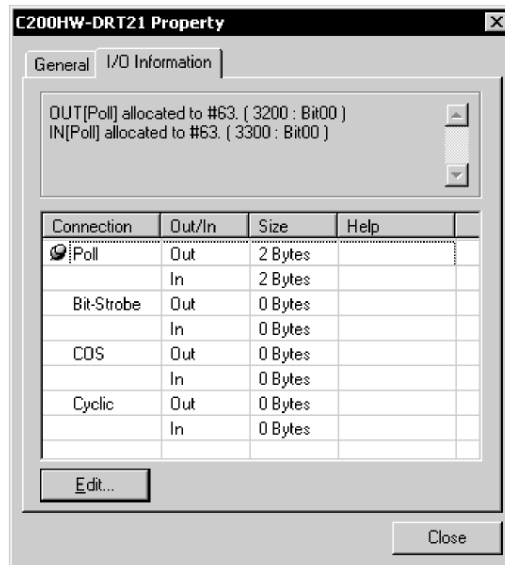 C200HW-DRT21 Property
General I/O Information
OUT[Poll] allocated to #63. ( 3200 : Bit00 )
IN[Poll] allocated to #63. ( 3300 : Bit00 )
Connection Out/In Size Help
Poll Out 2 Bytes
In 2 Bytes
Bit-Strobe Out 0 Bytes
In 0 Bytes
COS Out 0 Bytes
In 0 Bytes
Cyclic Out 0 Bytes
In 0 Bytes
Edit...
Close